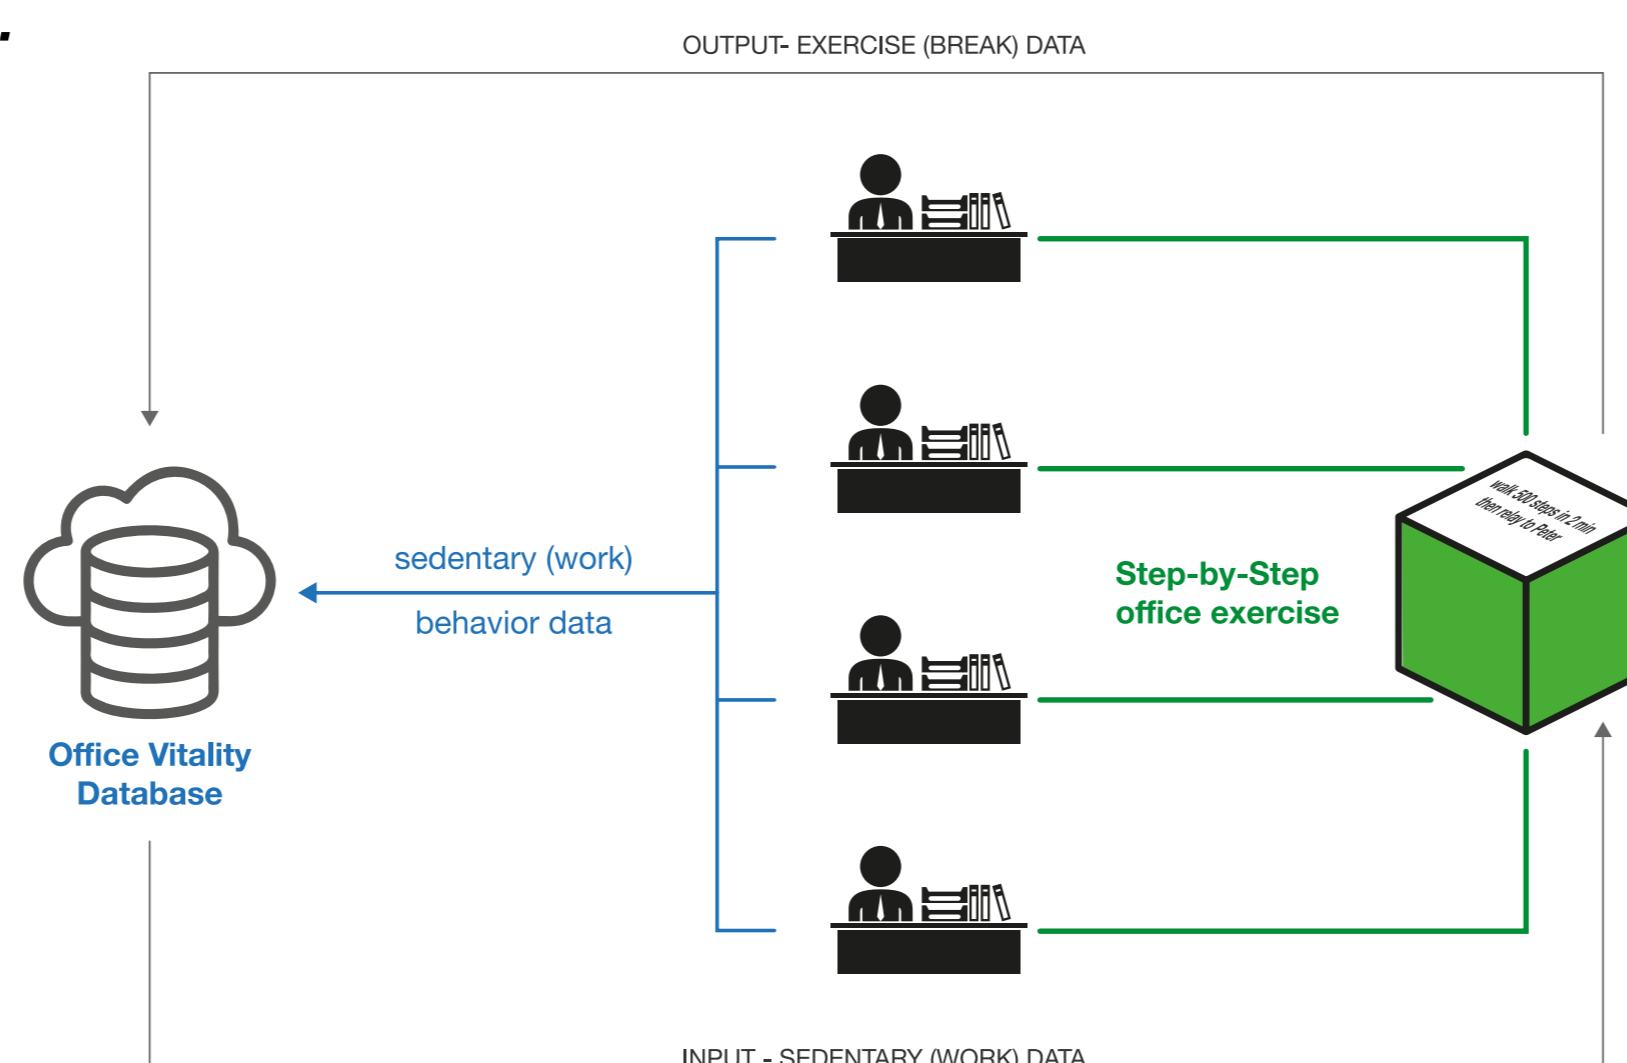 OUTPUT- EXERCISE (BREAK) DATA
walk 500 steps in 2 min
then relay to Peter
sedentary (work)
behavior data
Step-by-Step
office exercise
Office Vitality
Database
INPUT - SEDENTARY (WORK) DATA